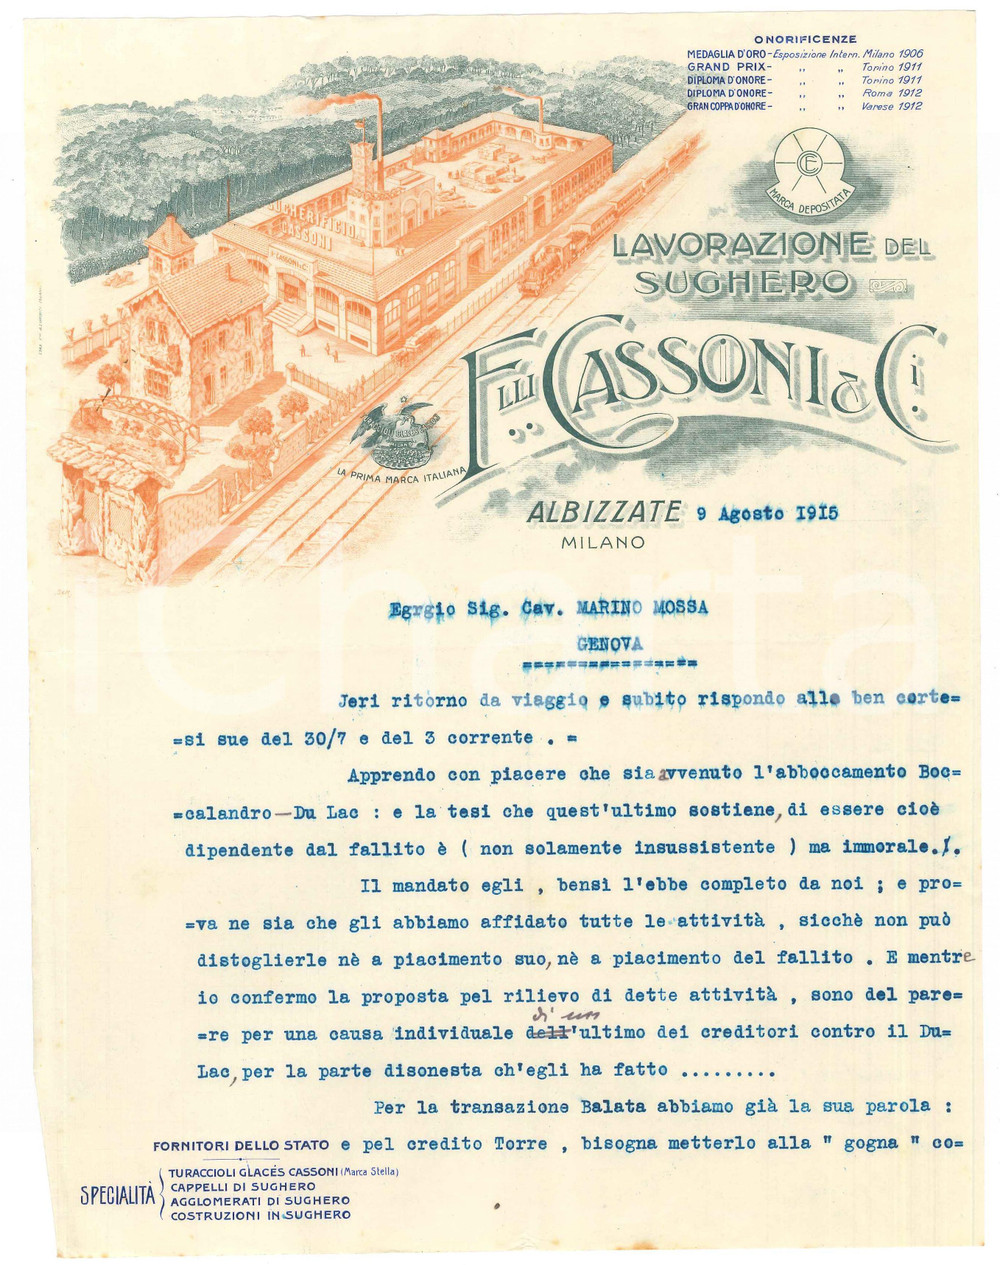 ONORIFICENZE
MEDAGLIA D'ORO - Esposizione Intern. Milano 1906
GRAND PRIX - " " Torino 1911
DIPLOMA D'ONORE - " " Torino 1911
DIPLOMA D'ONORE - " " Roma 1912
GRAN COPPA D'ONORE - " " Varese 1912
CF
MARCA DEPOSITATA
SUGHERIFICIO
CASSONI
F.LLI CASSONI & C.
LAVORAZIONE DEL
SUGHERO
F.LLI CASSONI & C.i
LA PRIMA MARCA ITALIANA
ALBIZZATE 9 Agosto 1915
MILANO
Egrgio Sig. Cav. MARINO MOSSA
GENOVA
================
Jeri ritorno da viaggio e subito rispondo alle ben corte=
=si sue del 30/7 e del 3 corrente . =
Apprendo con piacere che sia avvenuto l'abboccamento Boc=
=calandro—Du Lac : e la tesi che quest'ultimo sostiene, di essere cioè
dipendente dal fallito è ( non solamente insussistente ) ma immorale./.
Il mandato egli , bensì l'ebbe completo da noi ; e pro=
=va ne sia che gli abbiamo affidato tutte le attività , sicchè non può
distoglierle nè a piacimento suo, nè a piacimento del fallito . E mentre
io confermo la proposta pel rilievo di dette attività , sono del pare=
di un
=re per una causa individuale dell'ultimo dei creditori contro il Du=
Lac, per la parte disonesta ch'egli ha fatto .........
Per la transazione Balata abbiamo già la sua parola :
FORNITORI DELLO STATO e pel credito Torre , bisogna metterlo alla " gogna " co=
SPECIALITÀ
TURACCIOLI GLACÉS CASSONI (Marca Stella)
CAPPELLI DI SUGHERO
AGGLOMERATI DI SUGHERO
COSTRUZIONI IN SUGHERO